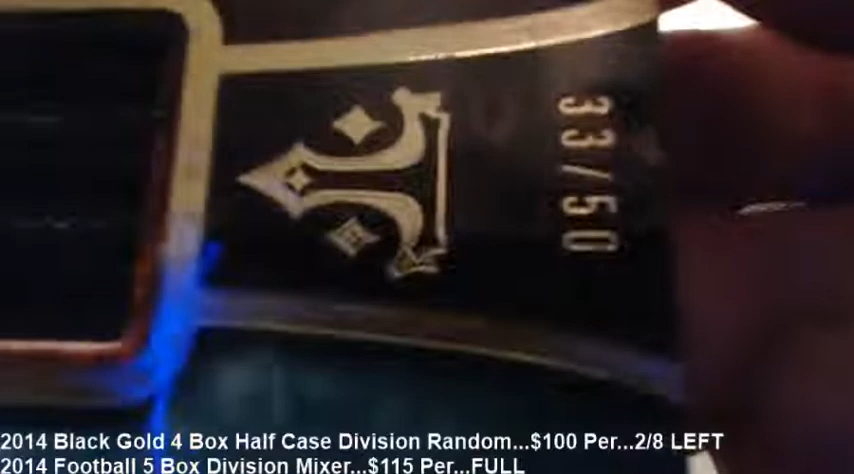 33/50
2014 Black Gold 4 Box Half Case Division Random...$100 Per...2/8 LEFT
2014 Football 5 Box Division Mixer...$115 Per...FULL